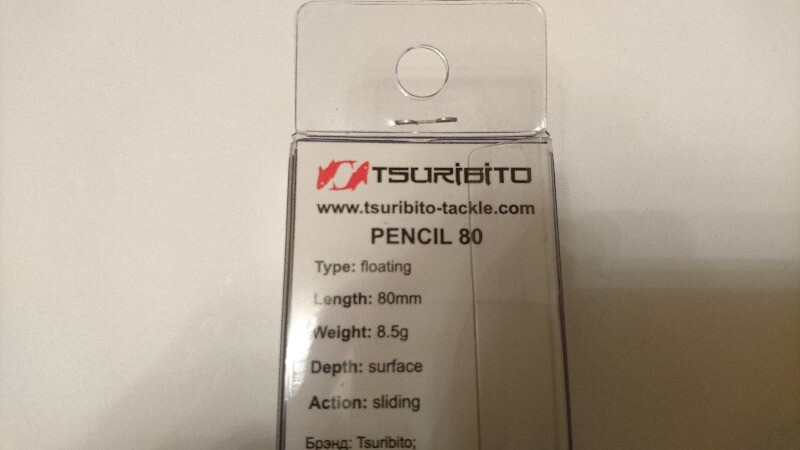 TSURIBITO
www.tsuribito-tackle.com
PENCIL 80
Type: floating
Length: 80mm
Weight: 8.5g
Depth: surface
Action: sliding
Брэнд: Tsuribito;